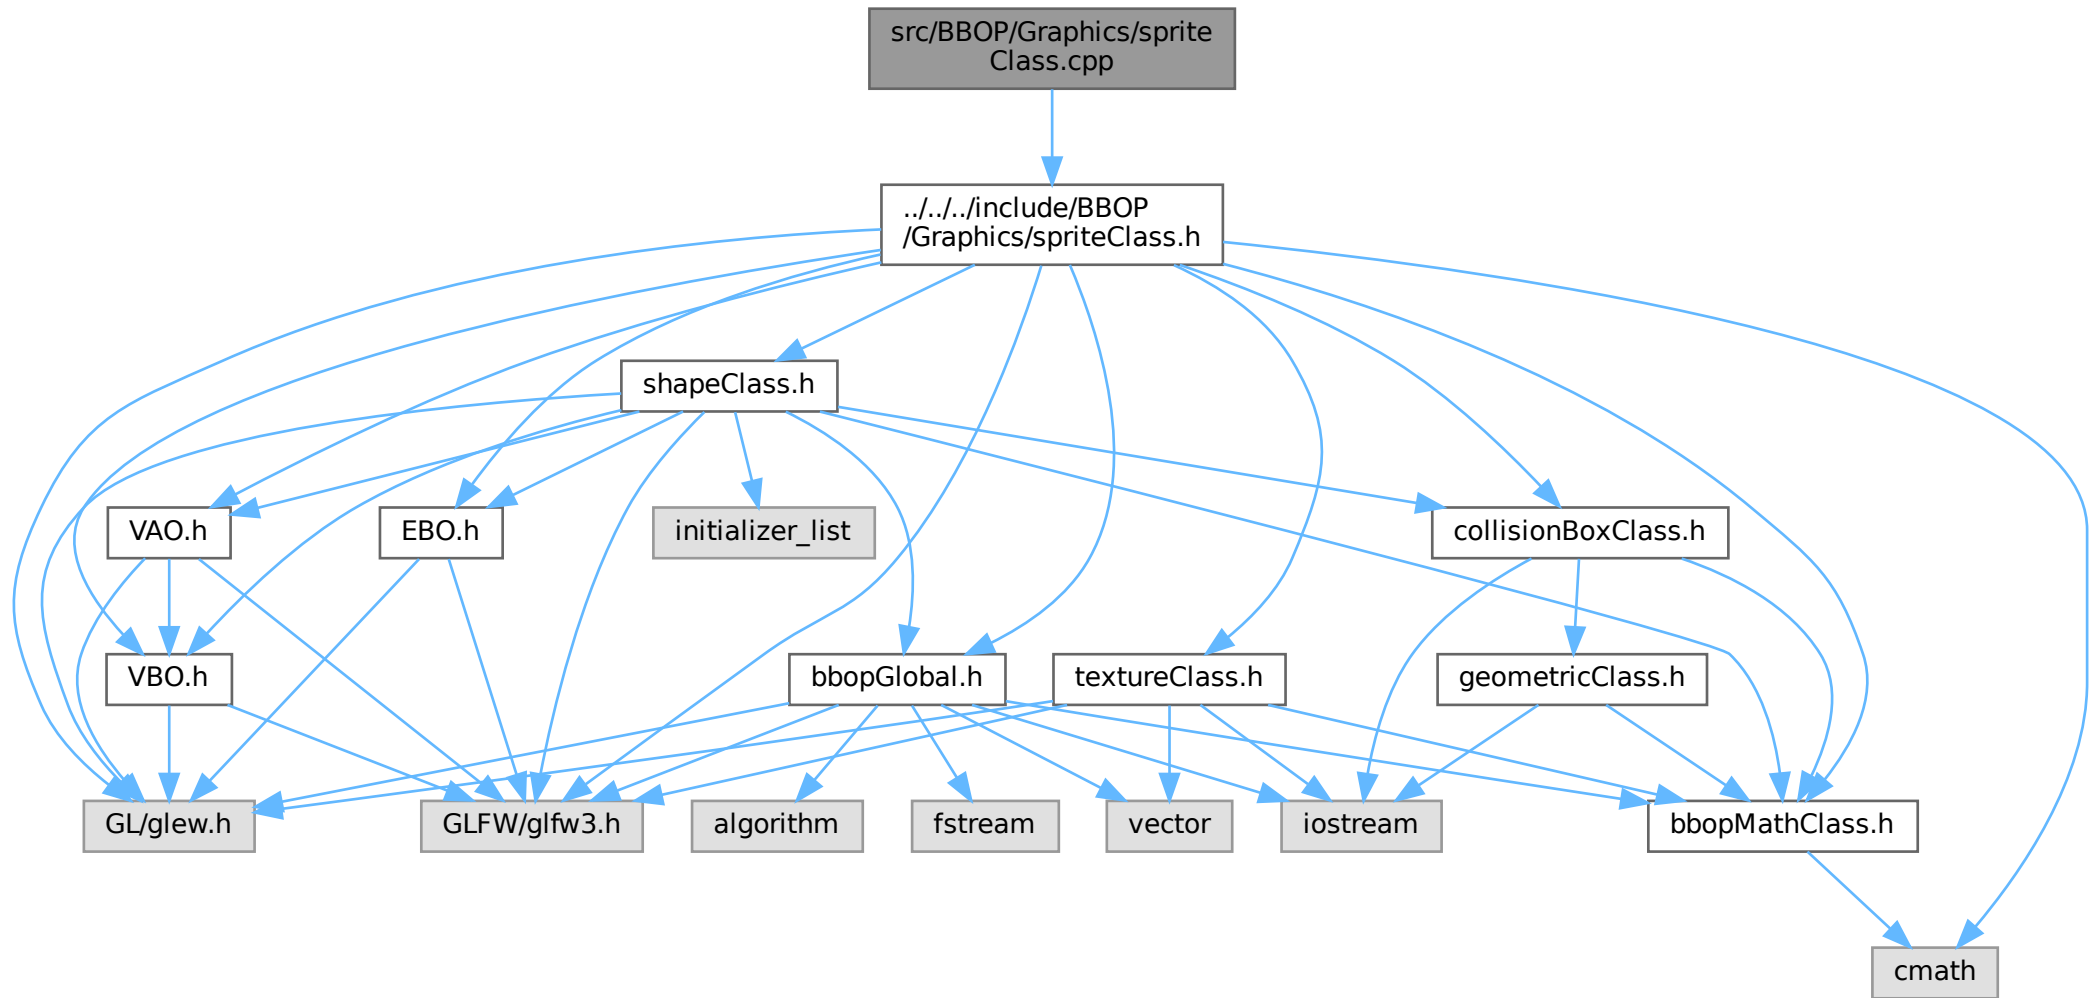 src/BBOP/Graphics/sprite
Class.cpp
../../../include/BBOP
/Graphics/spriteClass.h
shapeClass.h
VAO.h
EBO.h
initializer_list
collisionBoxClass.h
VBO.h
bbopGlobal.h
textureClass.h
geometricClass.h
GL/glew.h
GLFW/glfw3.h
algorithm
fstream
vector
iostream
bbopMathClass.h
cmath